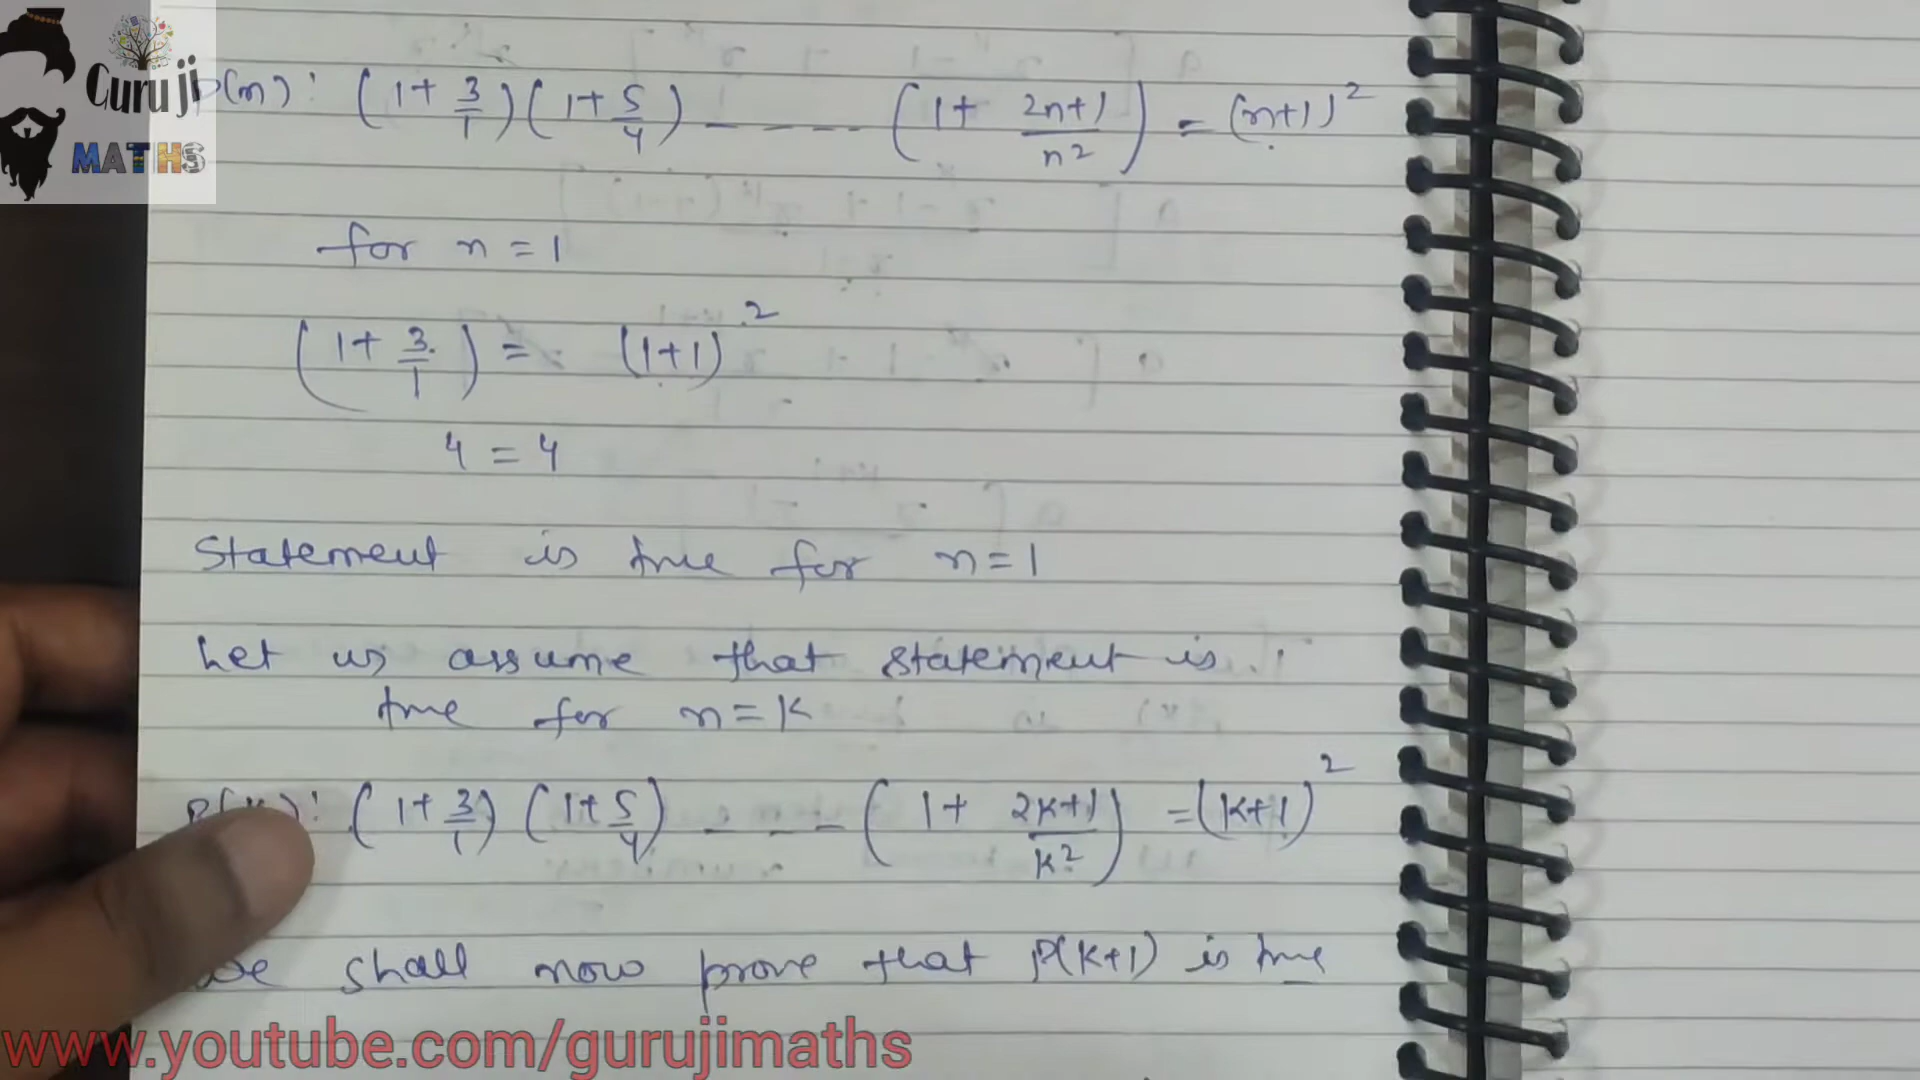 Guruji
MATHS
P(n): (1 + 3/1)(1 + 5/4) - - - - (1 + 2n+1/n²) = (n+1)²
for n = 1
(1 + 3/1) = (1+1)²
4 = 4
Statement is true for n = 1
Let us assume that statement is
true for n = k
P(k): (1 + 3/1)(1 + 5/4) - - - (1 + 2k+1/k²) = (k+1)²
we shall now prove that P(k+1) is true
www.youtube.com/gurujimaths